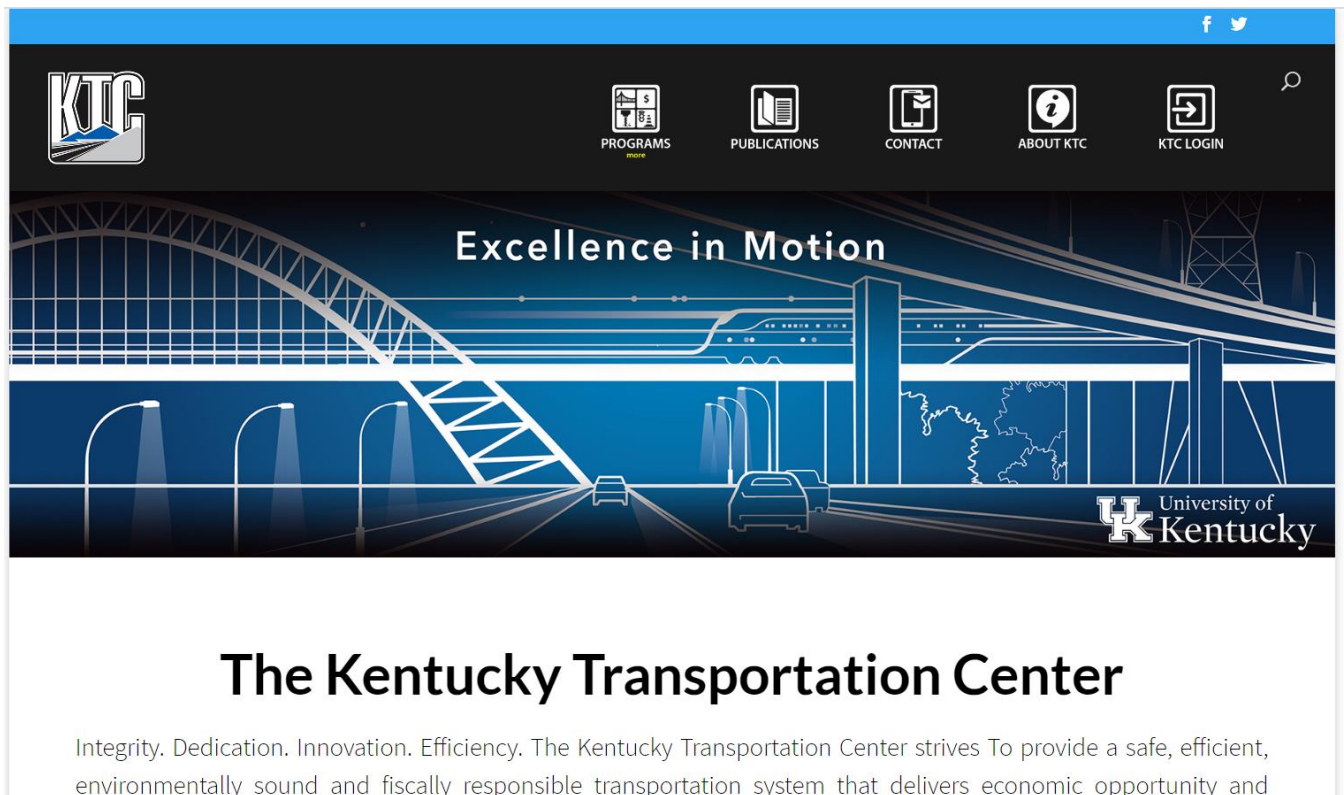 KTC
PROGRAMS
more
PUBLICATIONS
CONTACT
ABOUT KTC
KTC LOGIN
Excellence in Motion
UK University of
Kentucky
The Kentucky Transportation Center
Integrity. Dedication. Innovation. Efficiency. The Kentucky Transportation Center strives To provide a safe, efficient,
environmentally sound and fiscally responsible transportation system that delivers economic opportunity and